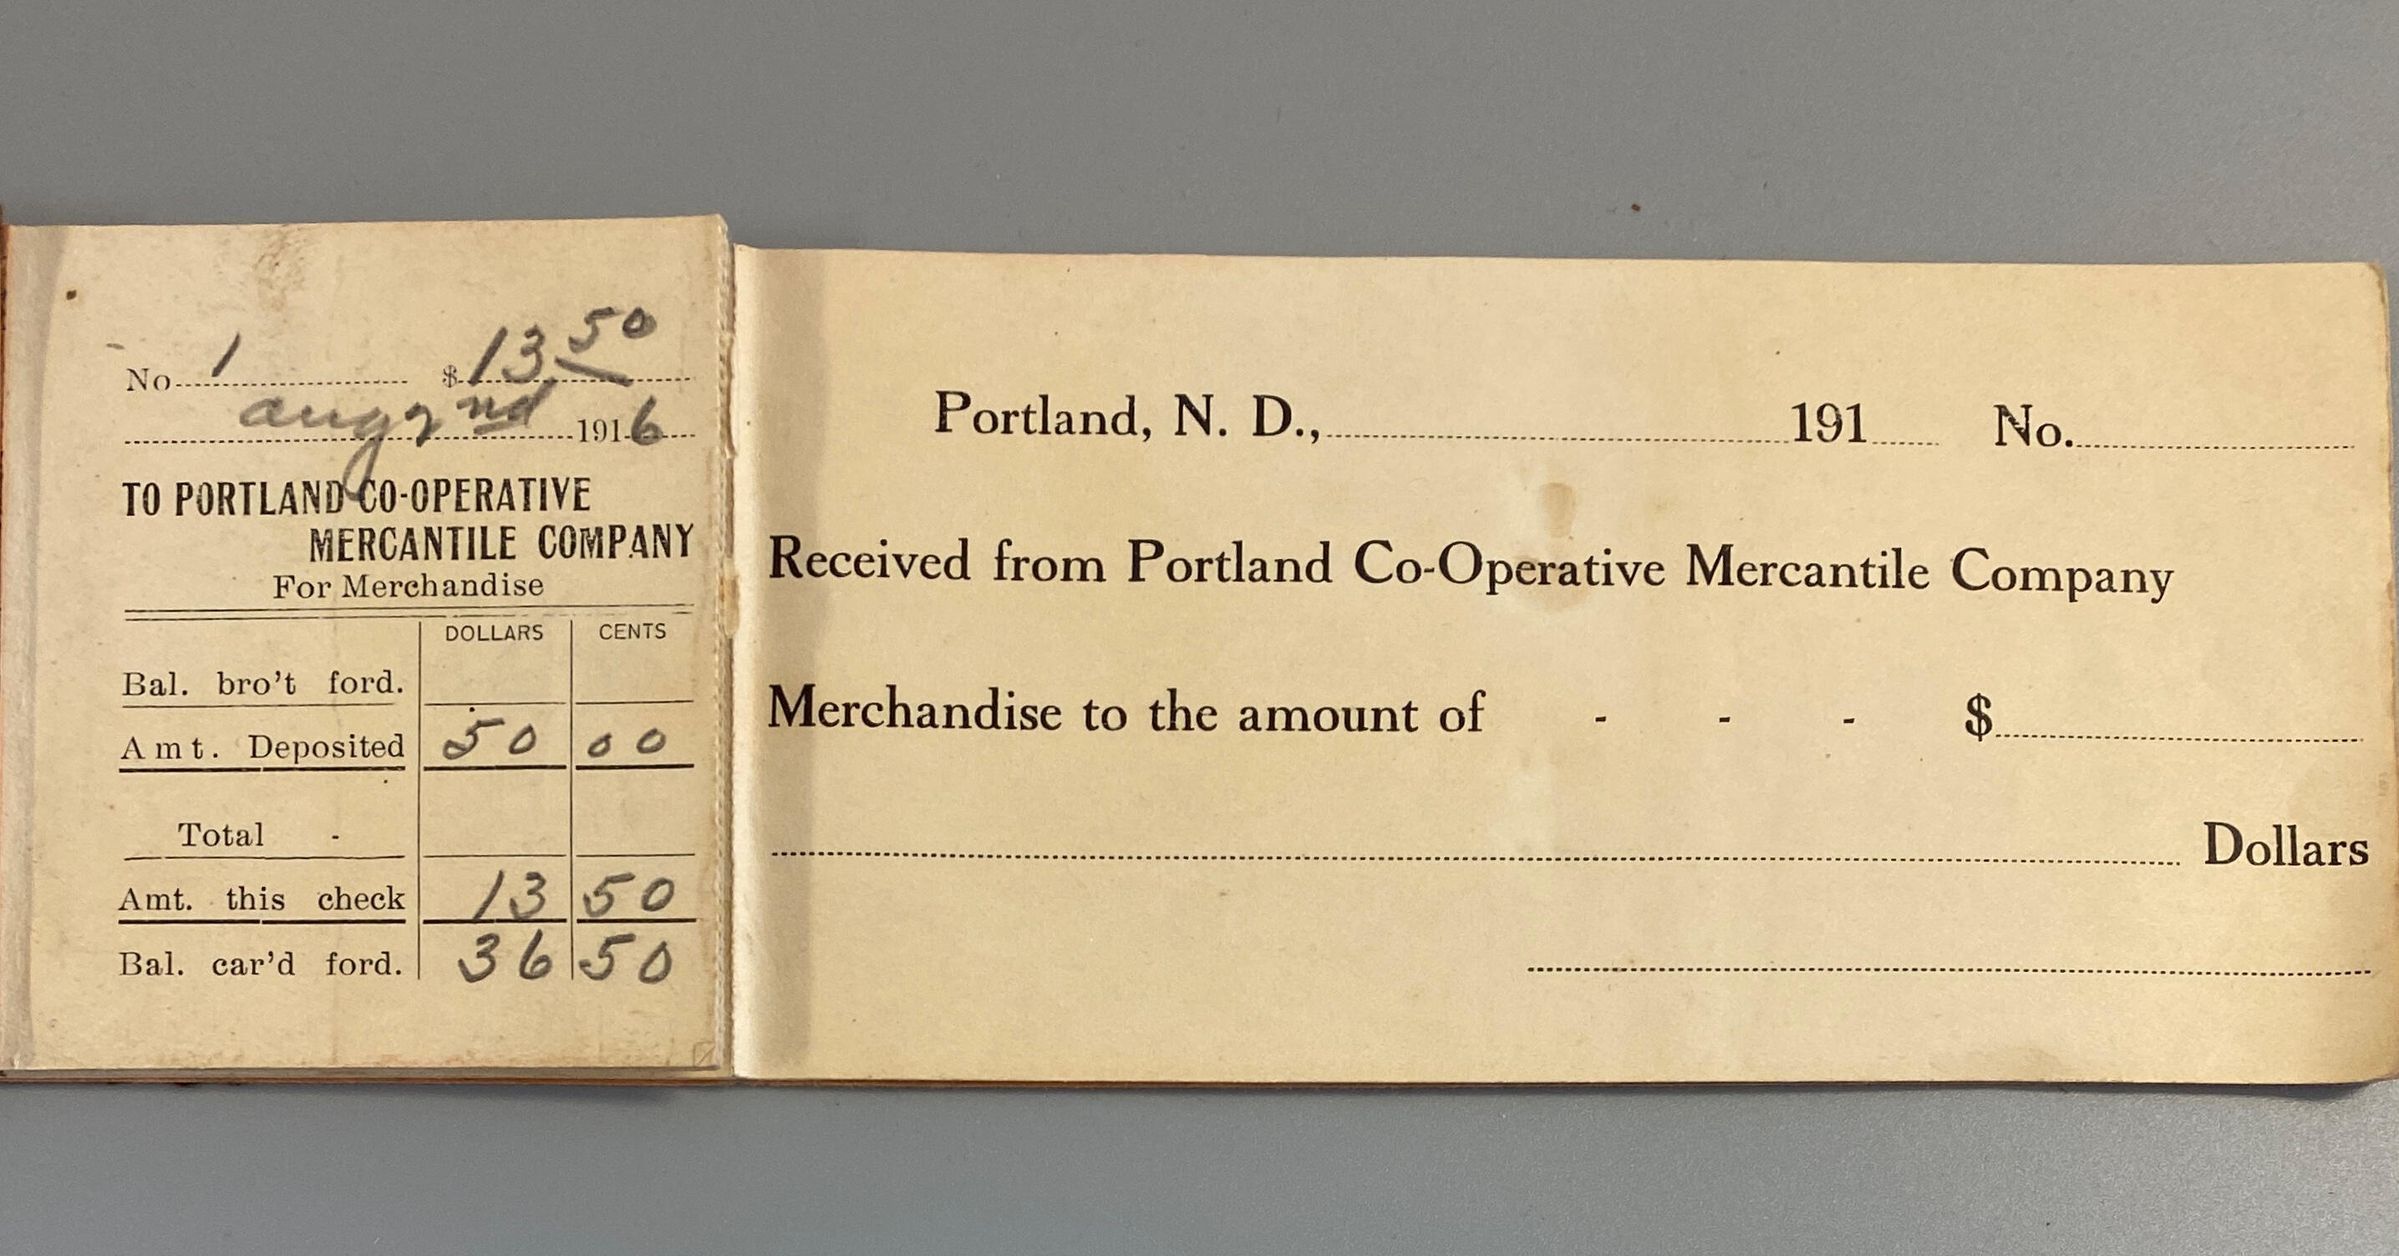 No 1 $ 13.50
aug 2nd 1916
TO PORTLAND CO-OPERATIVE
MERCANTILE COMPANY
For Merchandise
DOLLARS CENTS
Bal. bro't ford.
Amt. Deposited 50 00
Total -
Amt. this check 13 50
Bal. car'd ford. 36 50
Portland, N. D., 191 No.
Received from Portland Co-Operative Mercantile Company
Merchandise to the amount of - - - $
Dollars